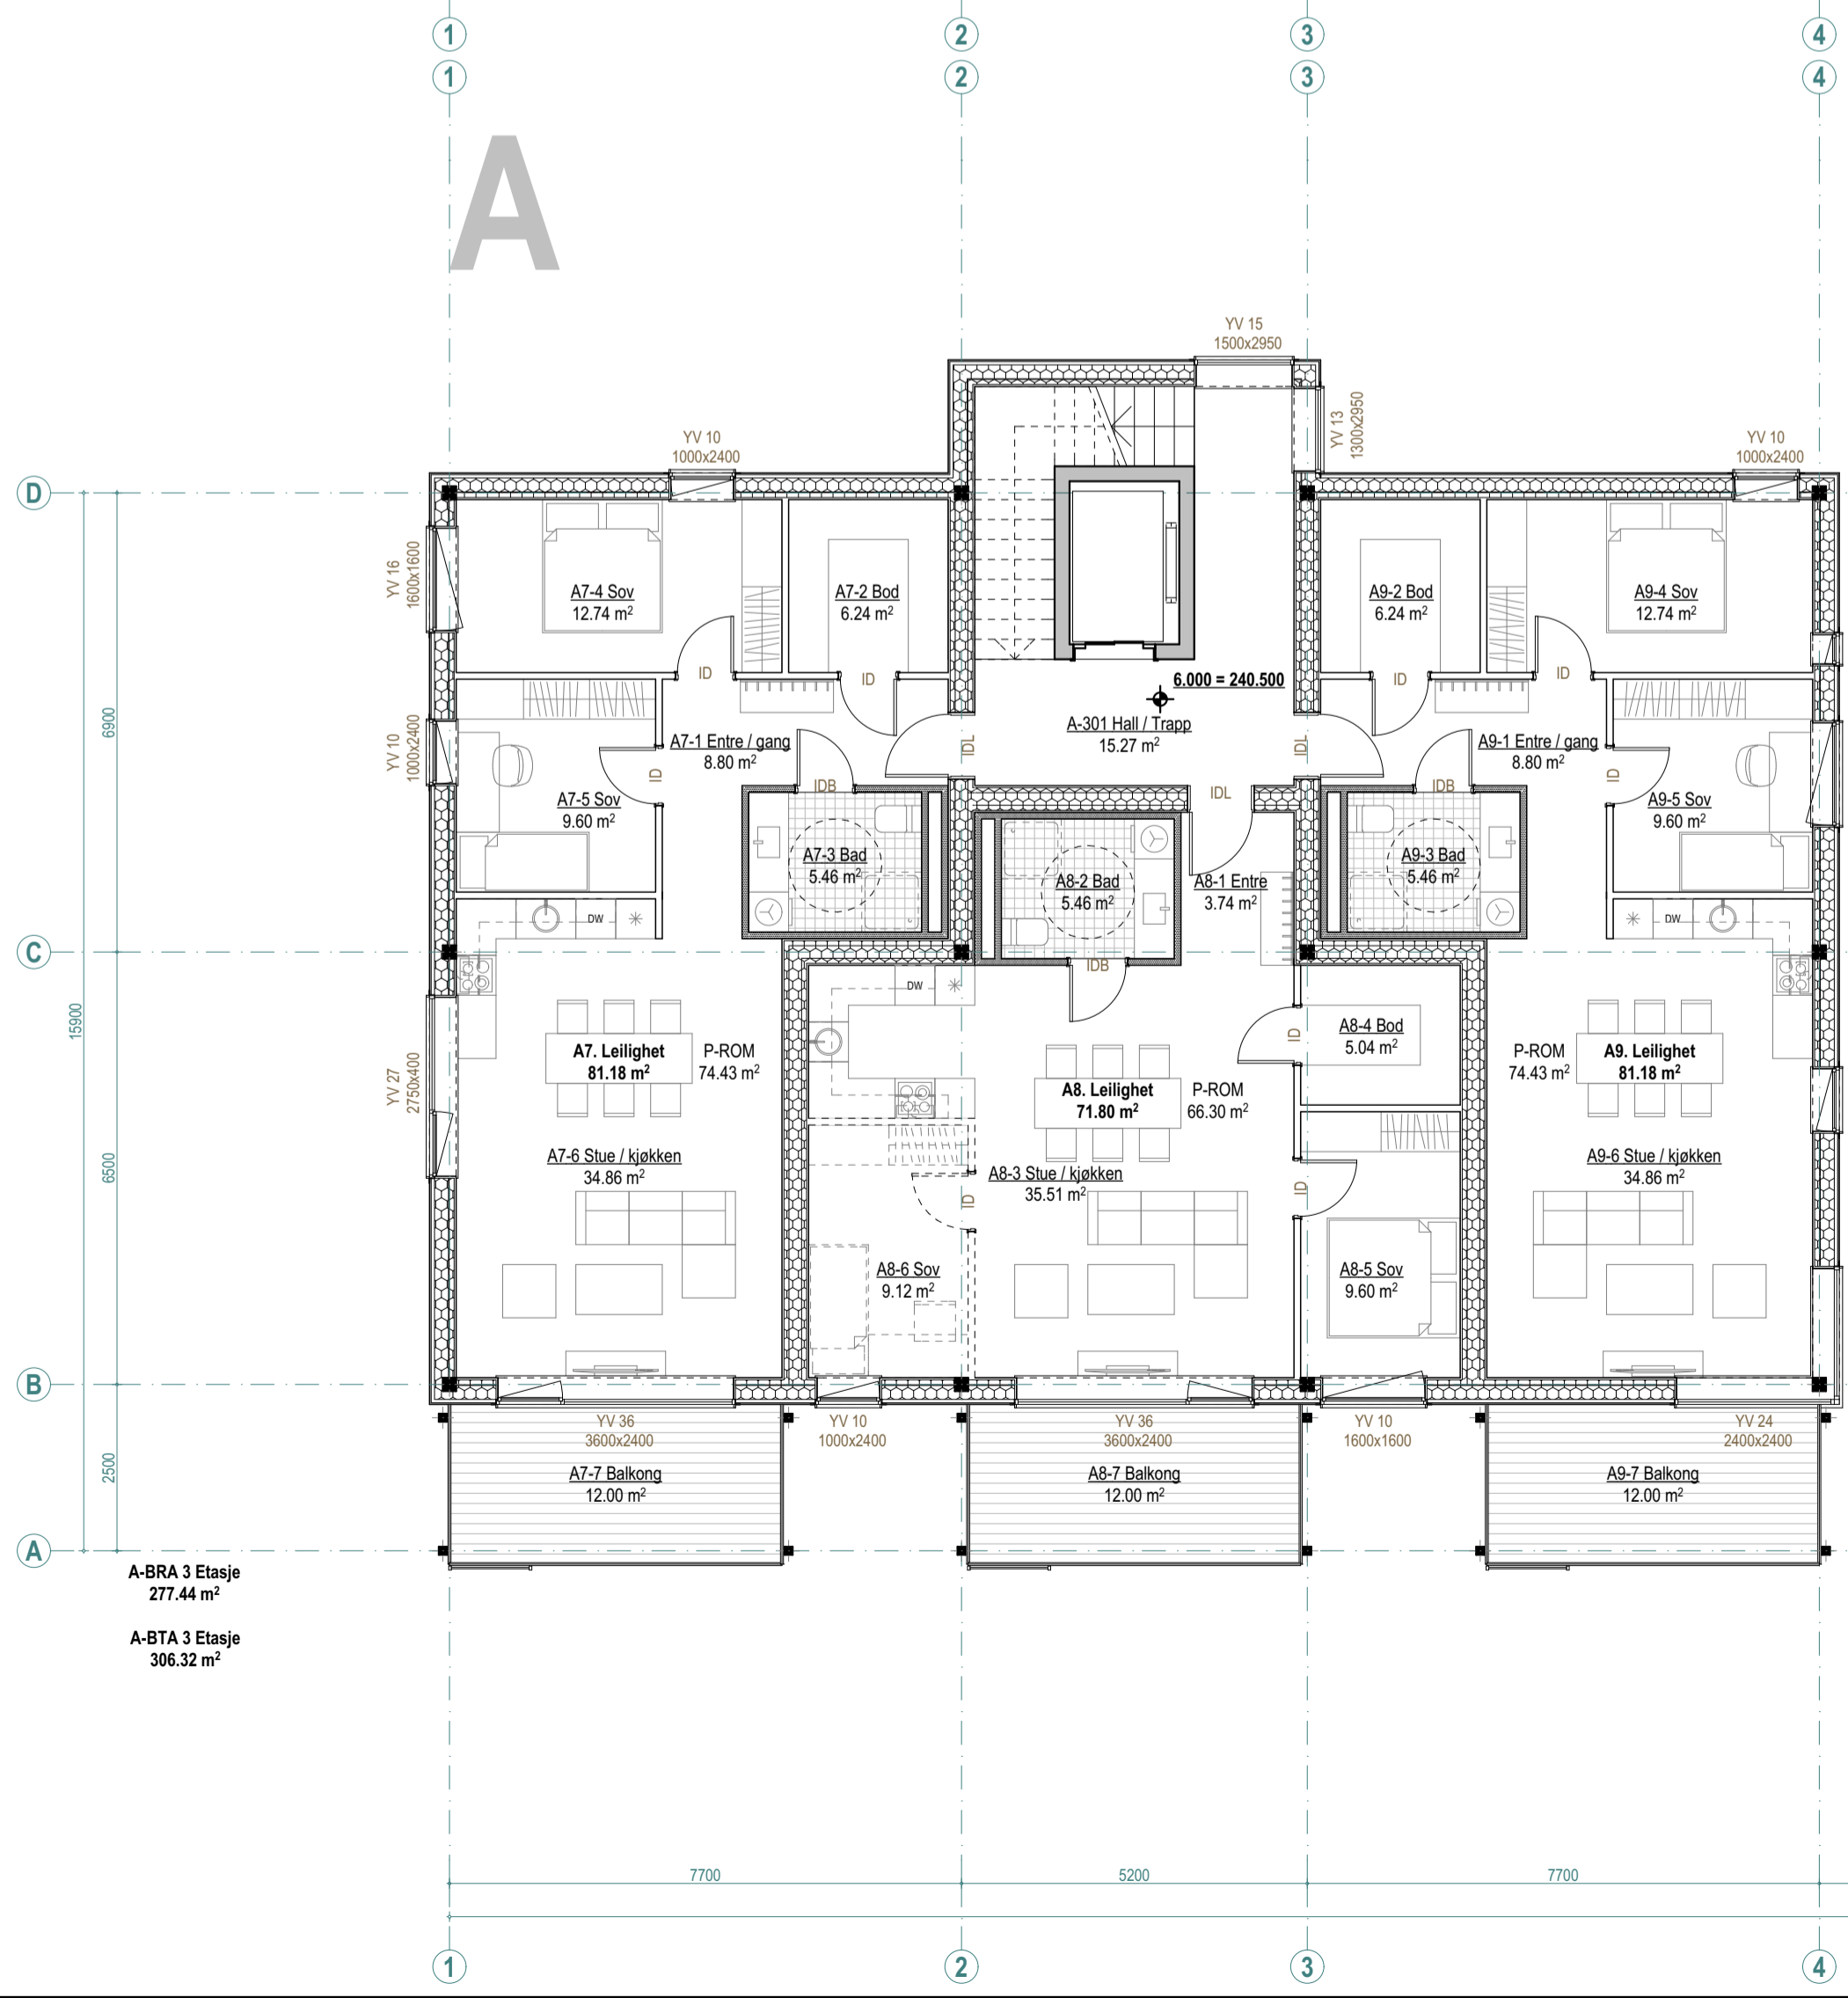 1
2
3
4
1
2
3
4
A
YV 15
1500x2950
YV 13
1300x2950
YV 10
1000x2400
YV 10
1000x2400
D
YV 16
1600x1600
A7-4 Sov
12.74 m²
A7-2 Bod
6.24 m²
A9-2 Bod
6.24 m²
A9-4 Sov
12.74 m²
ID
ID
6.000 = 240.500
ID
ID
A-301 Hall / Trapp
15.27 m²
6900
YV 10
1000x2400
A7-1 Entre / gang
8.80 m²
IDL
IDL
A9-1 Entre / gang
8.80 m²
ID
ID
A7-5 Sov
9.60 m²
IDB
IDL
IDB
A9-5 Sov
9.60 m²
A7-3 Bad
5.46 m²
A8-2 Bad
5.46 m²
A8-1 Entre
3.74 m²
A9-3 Bad
5.46 m²
DW
DW
C
IDB
DW
15900
A8-4 Bod
5.04 m²
ID
A7. Leilighet
81.18 m²
P-ROM
74.43 m²
P-ROM
74.43 m²
A9. Leilighet
81.18 m²
YV 27
2750x400
A8. Leilighet
71.80 m²
P-ROM
66.30 m²
6500
A7-6 Stue / kjøkken
34.86 m²
A8-3 Stue / kjøkken
35.51 m²
A9-6 Stue / kjøkken
34.86 m²
ID
ID
A8-6 Sov
9.12 m²
A8-5 Sov
9.60 m²
B
YV 36
3600x2400
YV 10
1000x2400
YV 36
3600x2400
YV 10
1600x1600
YV 24
2400x2400
2500
A7-7 Balkong
12.00 m²
A8-7 Balkong
12.00 m²
A9-7 Balkong
12.00 m²
A
A-BRA 3 Etasje
277.44 m²
A-BTA 3 Etasje
306.32 m²
7700
5200
7700
1
2
3
4